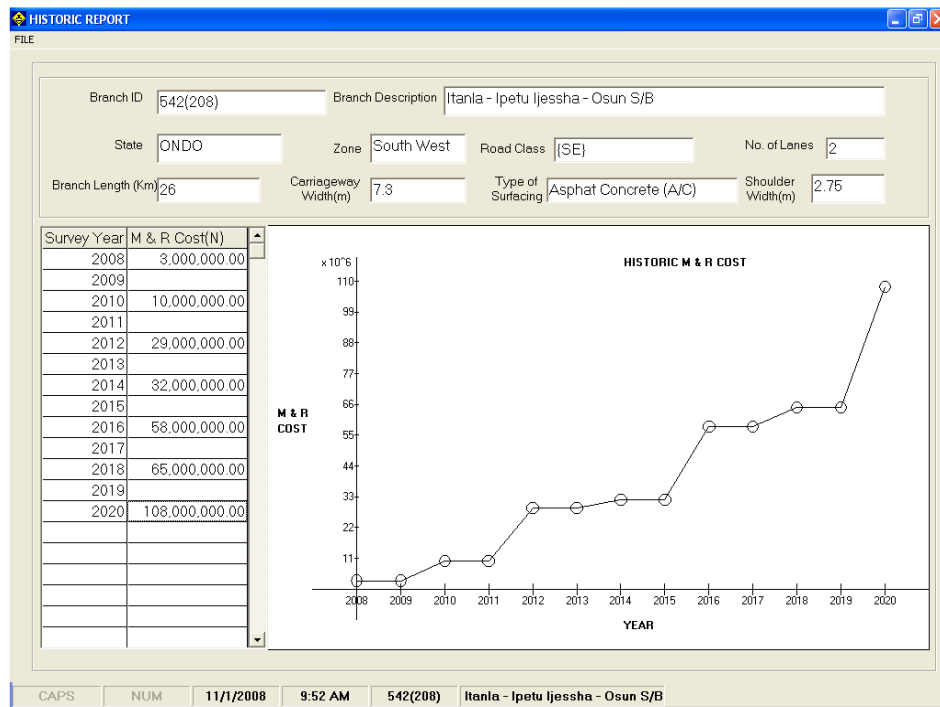 HISTORIC REPORT
FILE
Branch ID 542(208) Branch Description Itanla - Ipetu Ijessha - Osun S/B
State ONDO Zone South West Road Class {SE} No. of Lanes 2
Branch Length (Km) 26 Carriageway Width(m) 7.3 Type of Surfacing Asphat Concrete (A/C) Shoulder Width(m) 2.75
Survey Year M & R Cost(N)
2008 3,000,000.00
2009
2010 10,000,000.00
2011
2012 29,000,000.00
2013
2014 32,000,000.00
2015
2016 58,000,000.00
2017
2018 65,000,000.00
2019
2020 108,000,000.00
x 10^6 HISTORIC M & R COST
110
99
88
77
66
55
44
33
22
11
M & R
COST
2008 2009 2010 2011 2012 2013 2014 2015 2016 2017 2018 2019 2020
YEAR
CAPS NUM 11/1/2008 9:52 AM 542(208) Itanla - Ipetu Ijessha - Osun S/B